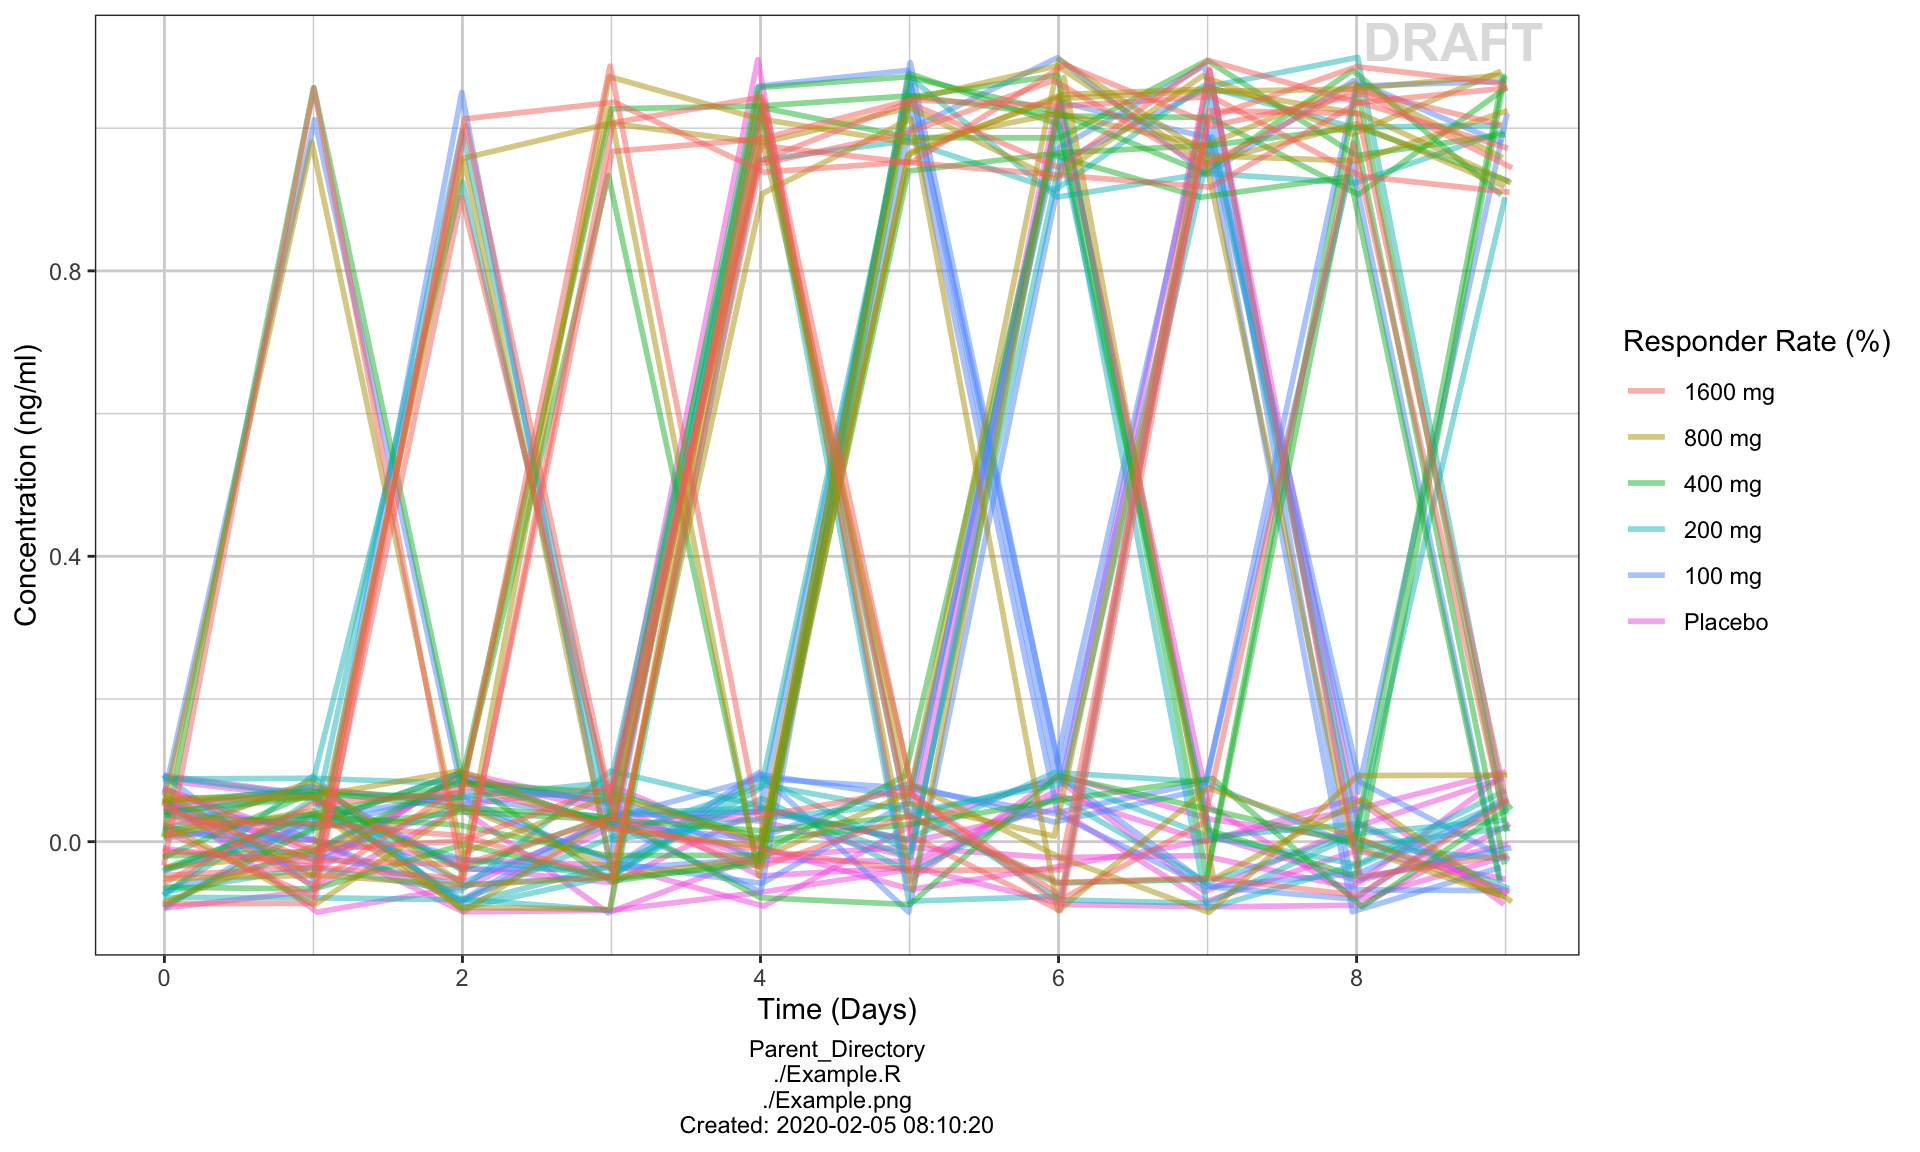 DRAFT
0.8
0.4
0.0
Concentration (ng/ml)
0 2 4 6 8
Time (Days)
Responder Rate (%)
1600 mg
800 mg
400 mg
200 mg
100 mg
Placebo
Parent_Directory
./Example.R
./Example.png
Created: 2020-02-05 08:10:20